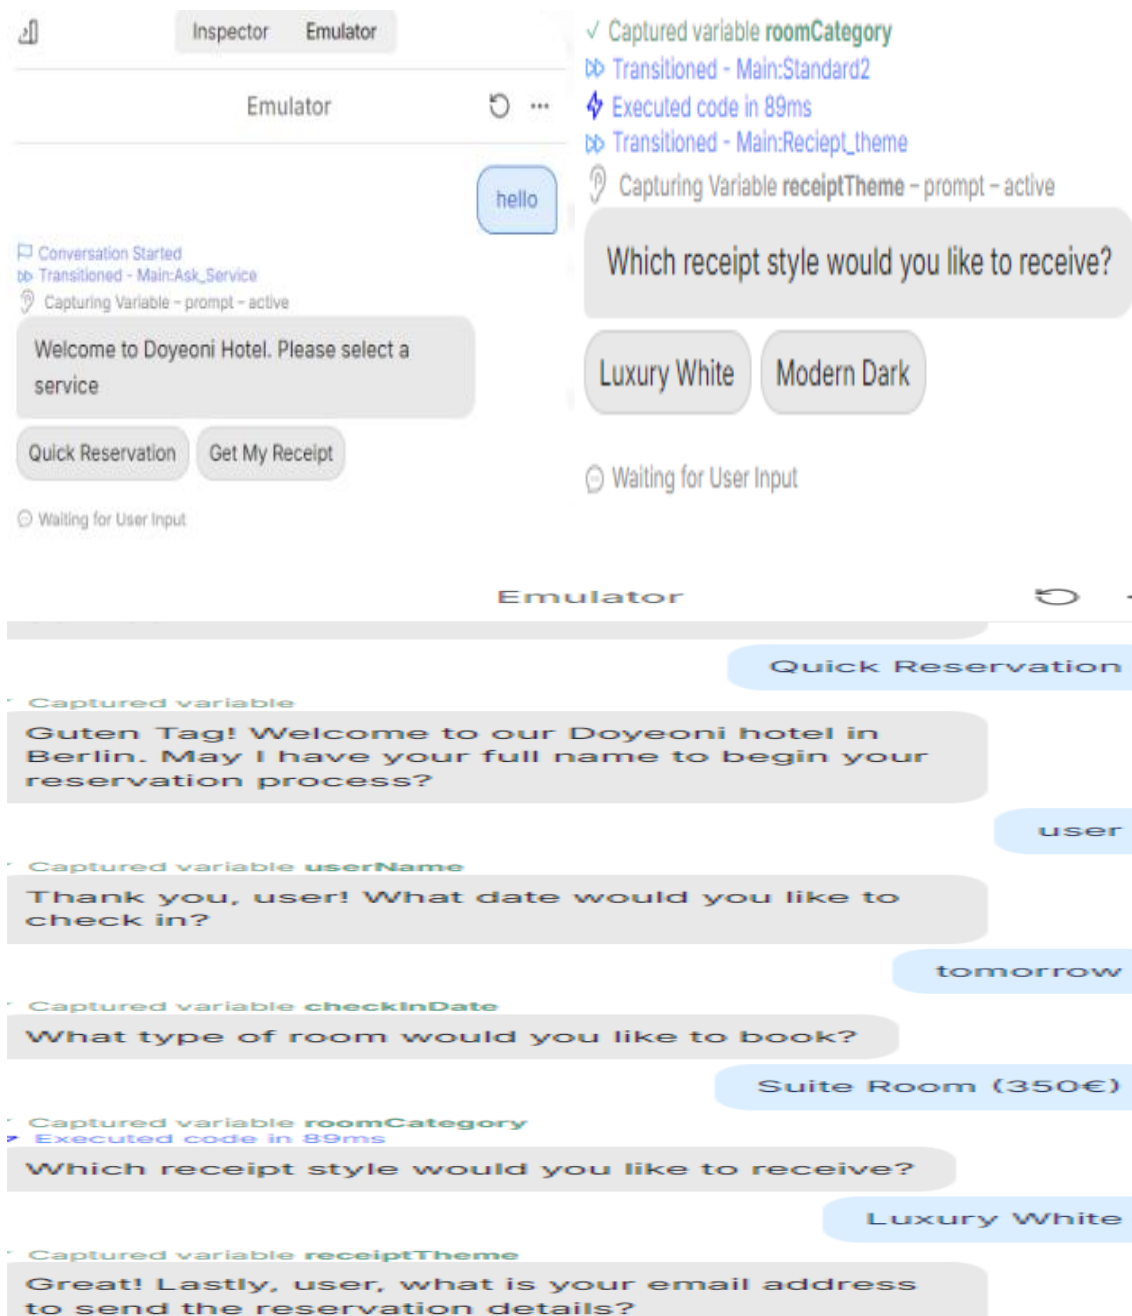 Inspector Emulator
Emulator
hello
Conversation Started
Transitioned - Main:Ask_Service
Capturing Variable – prompt – active
Welcome to Doyeoni Hotel. Please select a
service
Quick Reservation Get My Receipt
Waiting for User Input
Captured variable roomCategory
Transitioned - Main:Standard2
Executed code in 89ms
Transitioned - Main:Reciept_theme
Capturing Variable receiptTheme – prompt – active
Which receipt style would you like to receive?
Luxury White Modern Dark
Waiting for User Input
Emulator
Quick Reservation
Captured variable
Guten Tag! Welcome to our Doyeoni hotel in
Berlin. May I have your full name to begin your
reservation process?
user
Captured variable userName
Thank you, user! What date would you like to
check in?
tomorrow
Captured variable checkInDate
What type of room would you like to book?
Suite Room (350€)
Captured variable roomCategory
Executed code in 89ms
Which receipt style would you like to receive?
Luxury White
Captured variable receiptTheme
Great! Lastly, user, what is your email address
to send the reservation details?